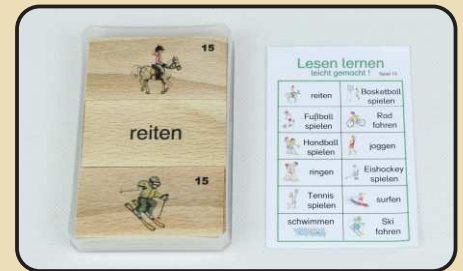 15
reiten
15
Lesen lernen
leicht gemacht !
reiten
Basketball
spielen
Fußball
spielen
Rad
fahren
Handball
spielen
joggen
ringen
Eishockey
spielen
Tennis
spielen
surfen
schwimmen
Ski
fahren